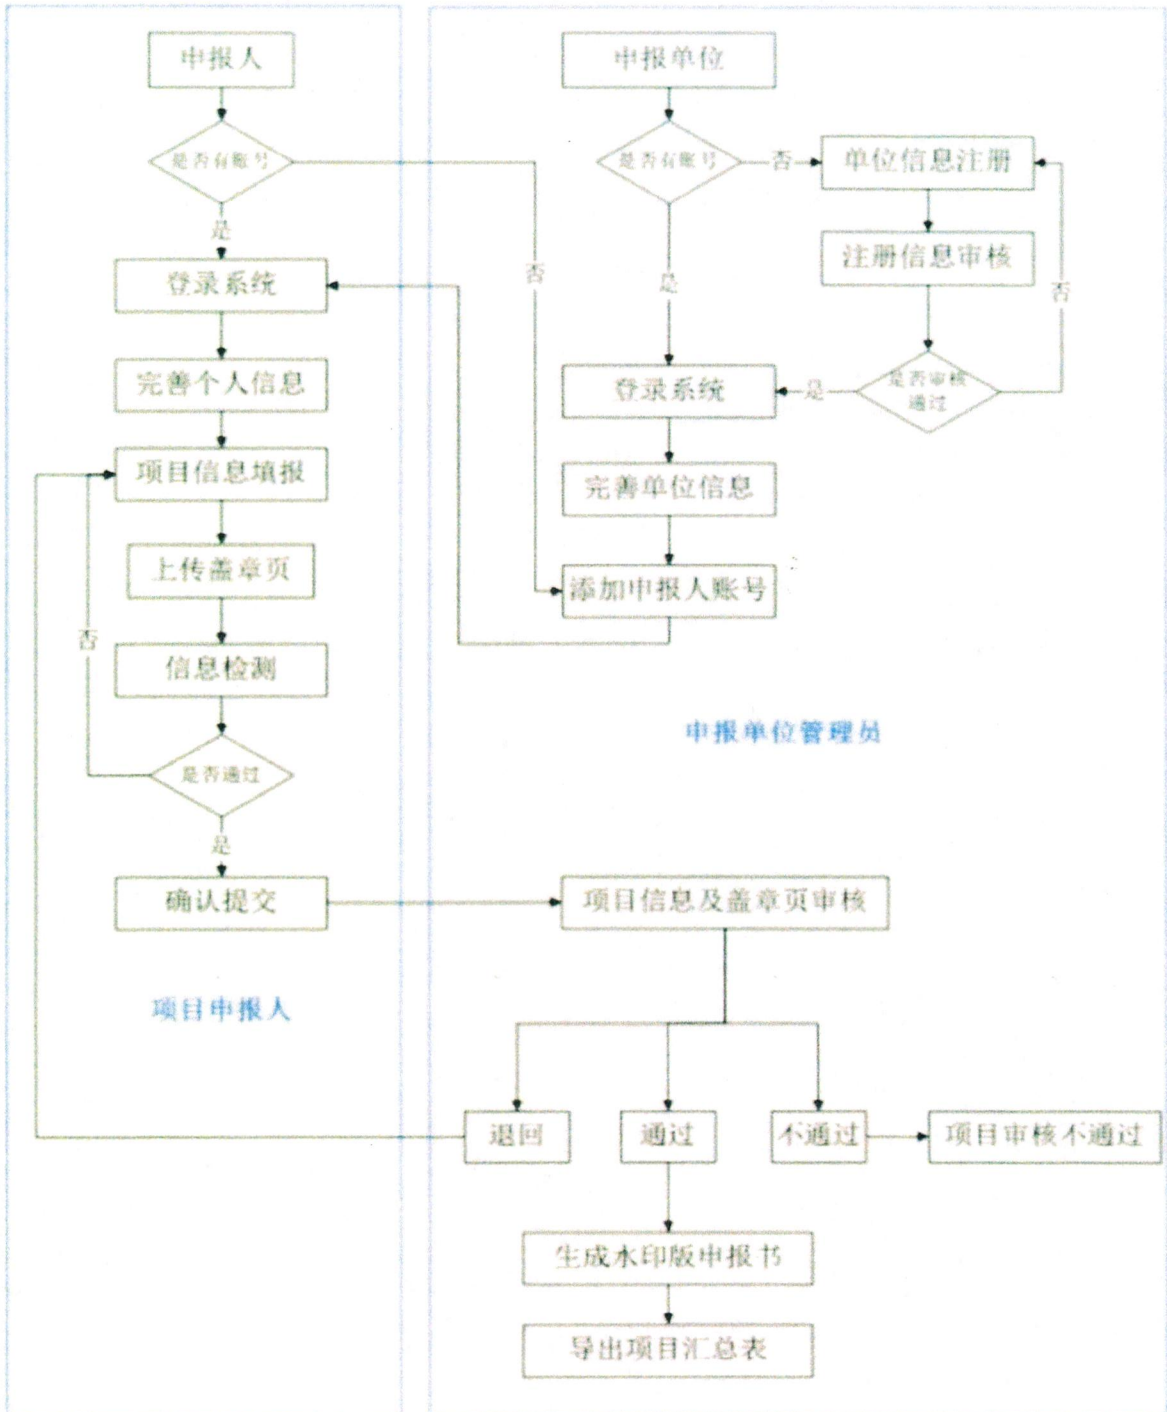 申报人
是否有账号
是
否
登录系统
完善个人信息
项目信息填报
上传盖章页
信息检测
否
是否通过
是
确认提交
项目申报人
申报单位
是否有账号
否
单位信息注册
注册信息审核
否
是
是否审核
通过
是
登录系统
完善单位信息
添加申报人账号
申报单位管理员
项目信息及盖章页审核
退回
通过
不通过
项目审核不通过
生成水印版申报书
导出项目汇总表